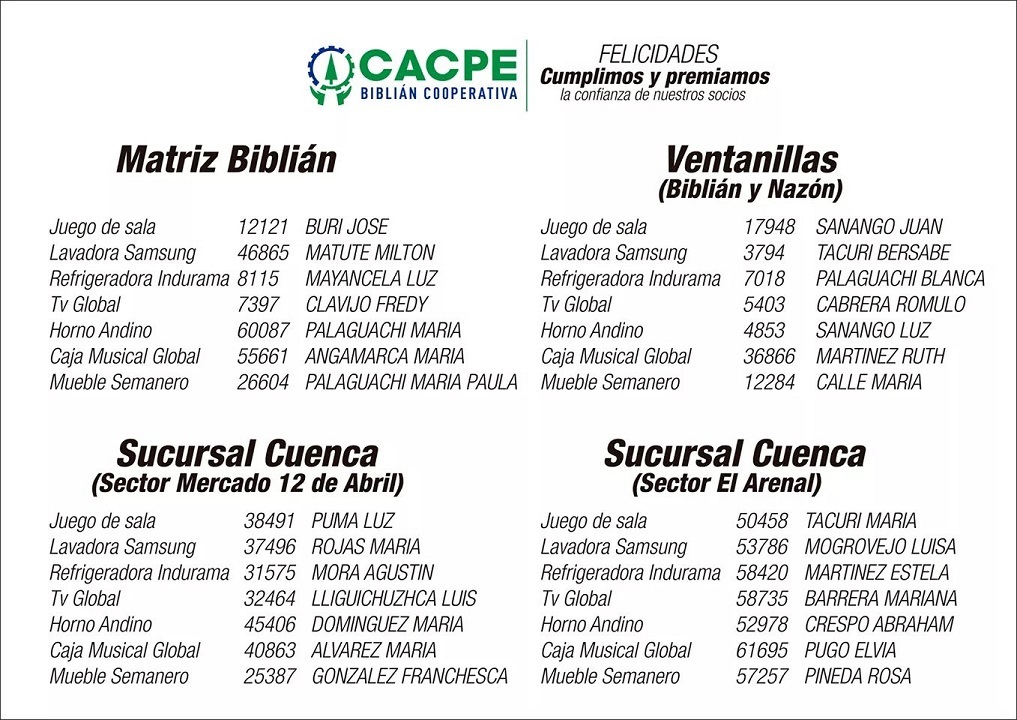 CACPE
BIBLIÁN COOPERATIVA
FELICIDADES
Cumplimos y premiamos
la confianza de nuestros socios
Matriz Biblián
Juego de sala 12121 BURI JOSE
Lavadora Samsung 46865 MATUTE MILTON
Refrigeradora Indurama 8115 MAYANCELA LUZ
Tv Global 7397 CLAVIJO FREDY
Horno Andino 60087 PALAGUACHI MARIA
Caja Musical Global 55661 ANGAMARCA MARIA
Mueble Semanero 26604 PALAGUACHI MARIA PAULA
Ventanillas
(Biblián y Nazón)
Juego de sala 17948 SANANGO JUAN
Lavadora Samsung 3794 TACURI BERSABE
Refrigeradora Indurama 7018 PALAGUACHI BLANCA
Tv Global 5403 CABRERA ROMULO
Horno Andino 4853 SANANGO LUZ
Caja Musical Global 36866 MARTINEZ RUTH
Mueble Semanero 12284 CALLE MARIA
Sucursal Cuenca
(Sector Mercado 12 de Abril)
Juego de sala 38491 PUMA LUZ
Lavadora Samsung 37496 ROJAS MARIA
Refrigeradora Indurama 31575 MORA AGUSTIN
Tv Global 32464 LLIGUICHUZHCA LUIS
Horno Andino 45406 DOMINGUEZ MARIA
Caja Musical Global 40863 ALVAREZ MARIA
Mueble Semanero 25387 GONZALEZ FRANCHESCA
Sucursal Cuenca
(Sector El Arenal)
Juego de sala 50458 TACURI MARIA
Lavadora Samsung 53786 MOGROVEJO LUISA
Refrigeradora Indurama 58420 MARTINEZ ESTELA
Tv Global 58735 BARRERA MARIANA
Horno Andino 52978 CRESPO ABRAHAM
Caja Musical Global 61695 PUGO ELVIA
Mueble Semanero 57257 PINEDA ROSA